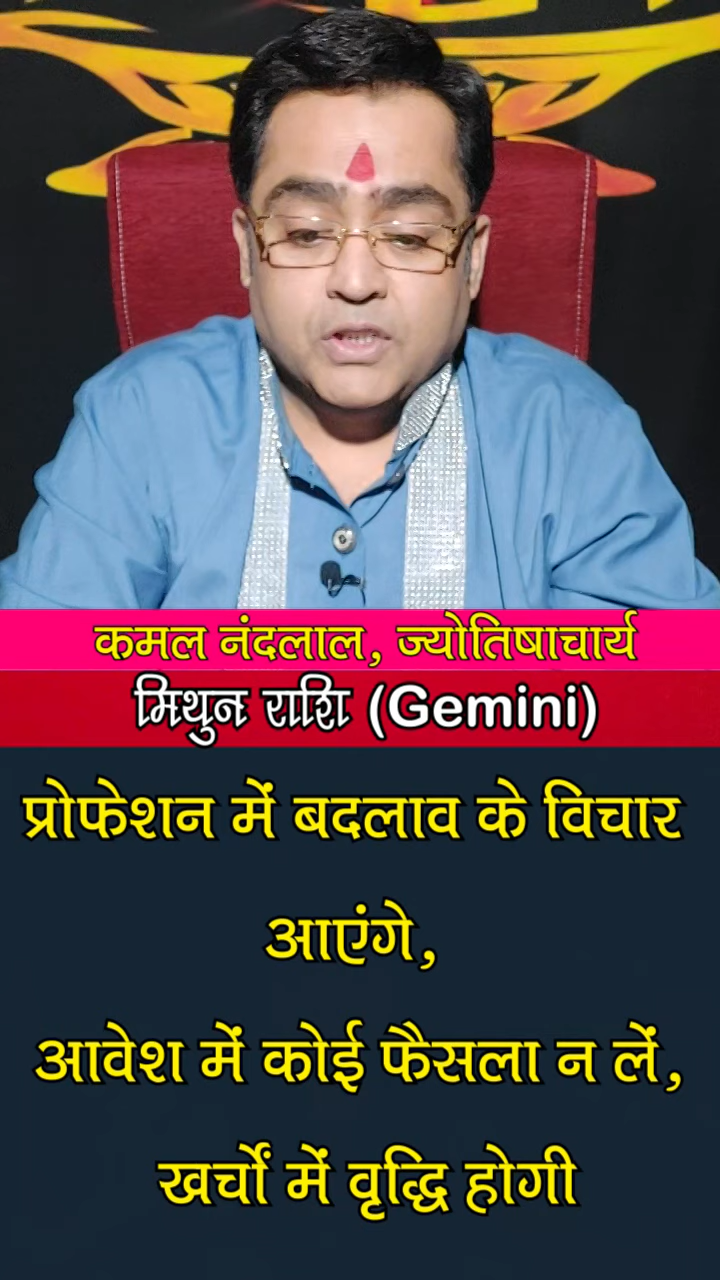 कमल नंदलाल, ज्योतिषाचार्य
मिथुन राशि (Gemini)
प्रोफेशन में बदलाव के विचार
आएंगे,
आवेश में कोई फैसला न लें,
खर्चों में वृद्धि होगी